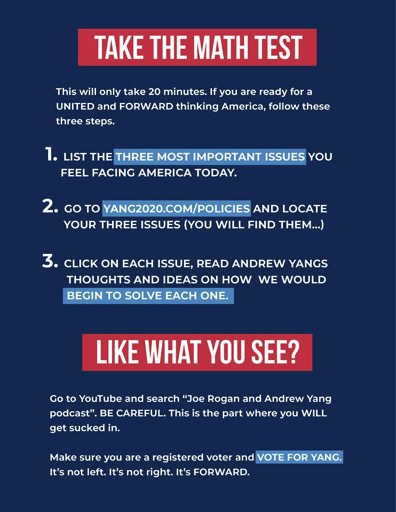 TAKE THE MATH TEST
This will only take 20 minutes. If you are ready for a
UNITED and FORWARD thinking America, follow these
three steps.
1. LIST THE THREE MOST IMPORTANT ISSUES YOU
FEEL FACING AMERICA TODAY.
2. GO TO YANG2020.COM/POLICIES AND LOCATE
YOUR THREE ISSUES (YOU WILL FIND THEM...)
3. CLICK ON EACH ISSUE, READ ANDREW YANGS
THOUGHTS AND IDEAS ON HOW WE WOULD
BEGIN TO SOLVE EACH ONE.
LIKE WHAT YOU SEE?
Go to YouTube and search “Joe Rogan and Andrew Yang
podcast”. BE CAREFUL. This is the part where you WILL
get sucked in.
Make sure you are a registered voter and VOTE FOR YANG.
It’s not left. It’s not right. It’s FORWARD.